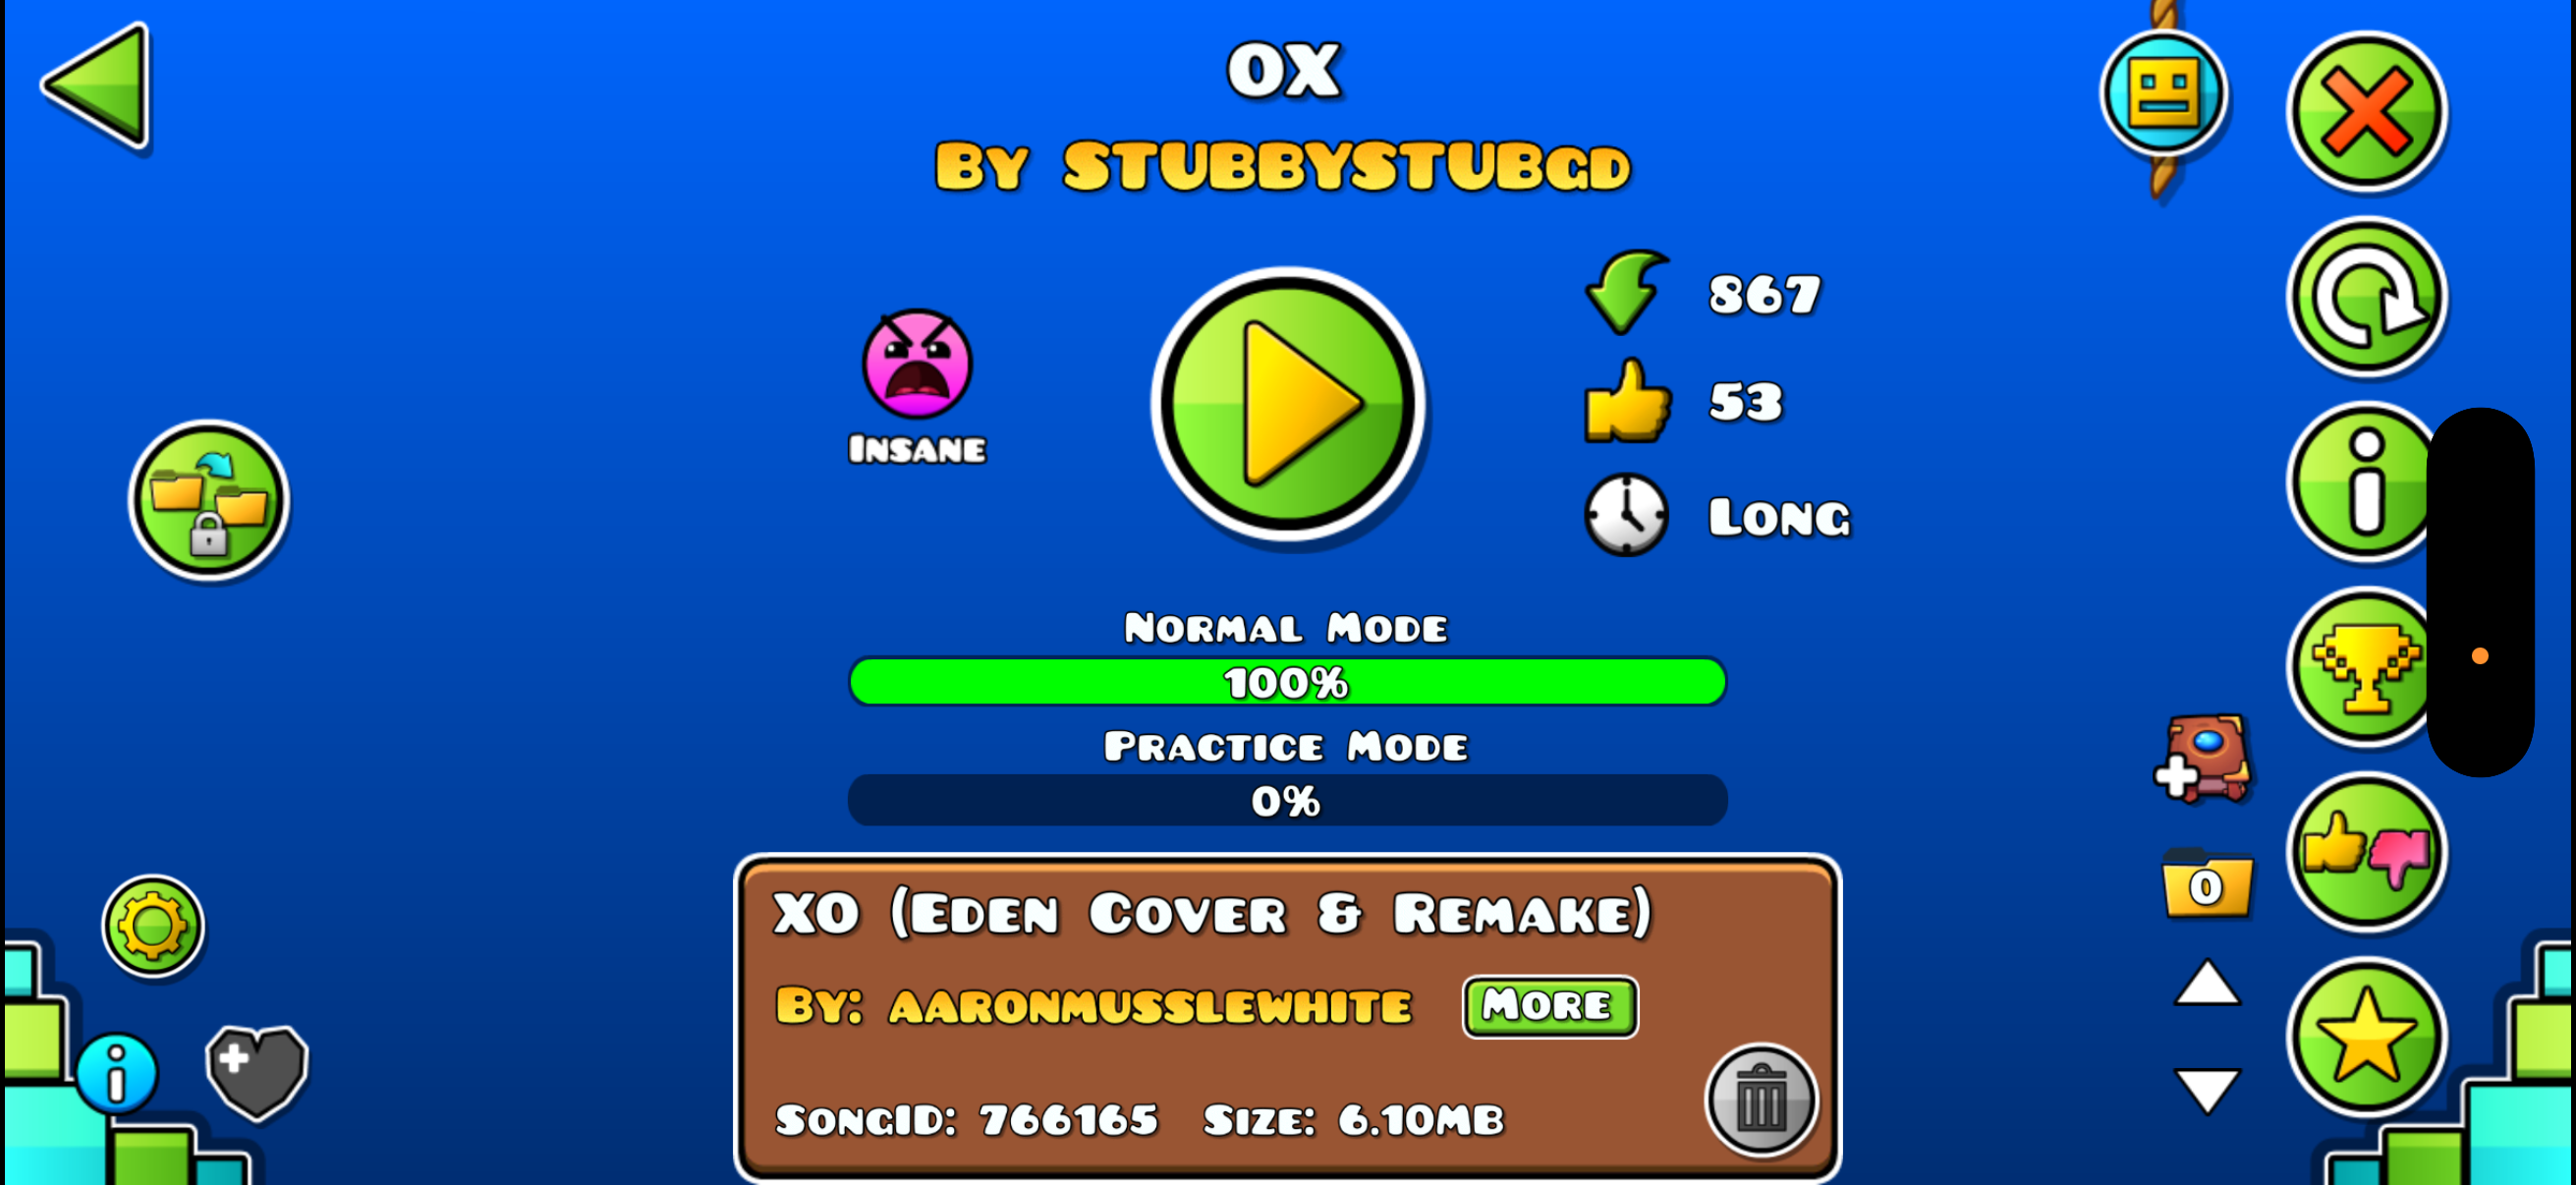 OX
By STUBBYSTUBGD
867
Insane
53
Long
Normal Mode
100%
Practice Mode
0%
XO (Eden Cover & Remake)
0
By: AARONMUSSLEWHITE
More
SongID: 766165 Size: 6.10MB